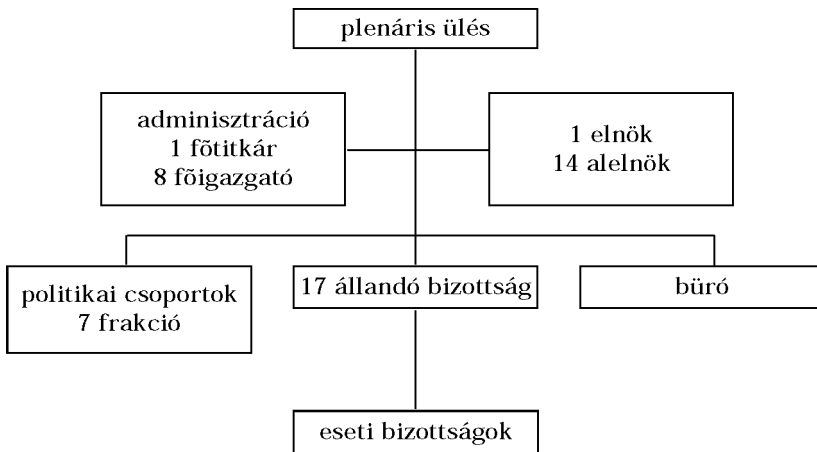 plenáris ülés
adminisztráció
1 fõtitkár
8 fõigazgató
1 elnök
14 alelnök
politikai csoportok
7 frakció
17 állandó bizottság
büró
eseti bizottságok